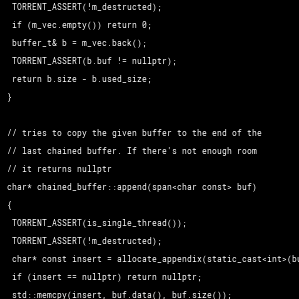 TORRENT_ASSERT(!m_destructed);
if (m_vec.empty()) return 0;
buffer_t& b = m_vec.back();
TORRENT_ASSERT(b.buf != nullptr);
return b.size - b.used_size;
}
// tries to copy the given buffer to the end of the
// last chained buffer. If there's not enough room
// it returns nullptr
char* chained_buffer::append(span<char const> buf)
{
TORRENT_ASSERT(is_single_thread());
TORRENT_ASSERT(!m_destructed);
char* const insert = allocate_appendix(static_cast<int>(bu
if (insert == nullptr) return nullptr;
std::memcpy(insert, buf.data(), buf.size());